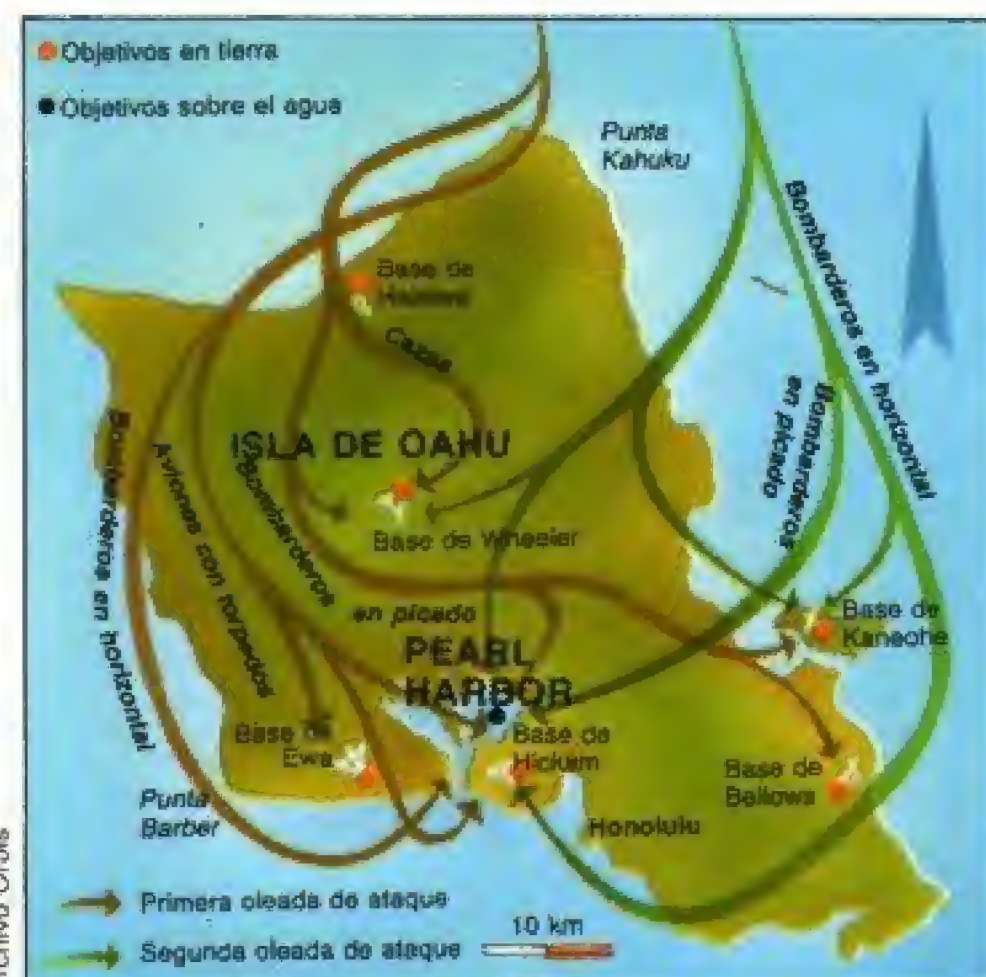 Objetivos en tierra
Objetivos sobre el agua
Punta
Kahuku
Bombarderos en horizontal
Base de
Haleiwa
Cazas
Bombarderos
en picado
ISLA DE OAHU
Base de Wheeler
Bombarderos en horizontal
Aviones con torpedos
Bombarderos
en picado
Base de
Kaneohe
PEARL
HARBOR
Base de
Ewa
Base de
Hickam
Base de
Bellows
Punta
Barber
Honolulu
Primera oleada de ataque
10 km
Segunda oleada de ataque
Orbis